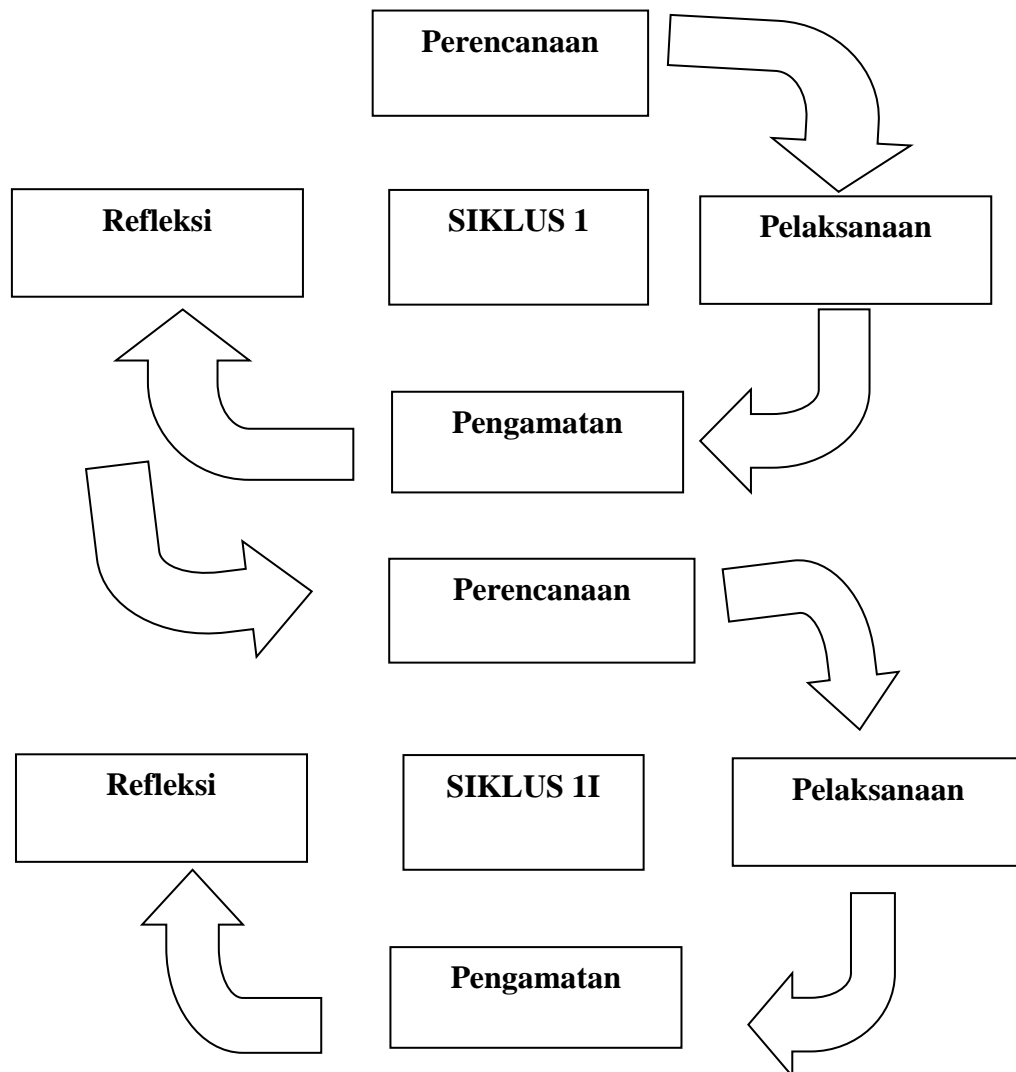 Perencanaan
Refleksi
SIKLUS 1
Pelaksanaan
Pengamatan
Perencanaan
Refleksi
SIKLUS 1I
Pelaksanaan
Pengamatan